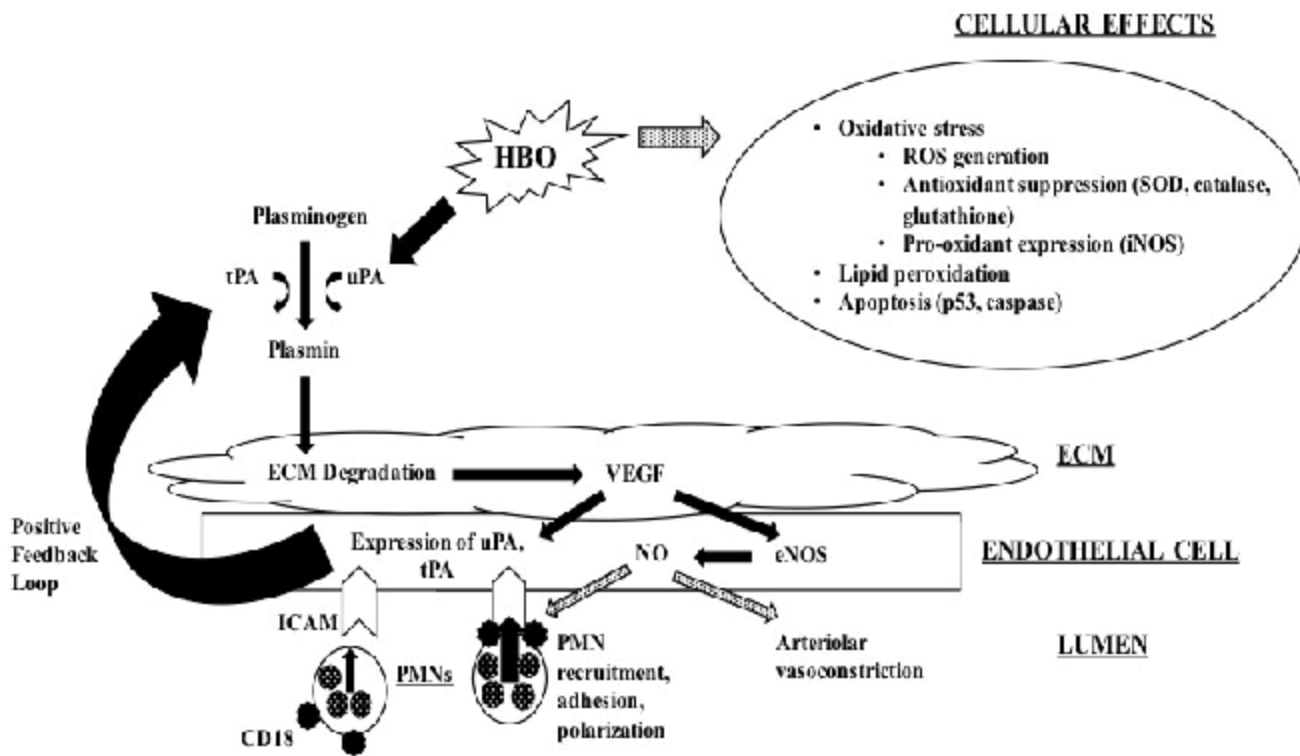 CELLULAR EFFECTS
HBO
• Oxidative stress
• ROS generation
• Antioxidant suppression (SOD, catalase,
glutathione)
• Pro-oxidant expression (iNOS)
• Lipid peroxidation
• Apoptosis (p53, caspase)
Plasminogen
tPA
uPA
Plasmin
ECM Degradation
VEGF
ECM
Positive
Feedback
Loop
Expression of uPA,
tPA
NO
eNOS
ENDOTHELIAL CELL
ICAM
PMNs
CD18
PMN
recruitment,
adhesion,
polarization
Arteriolar
vasoconstriction
LUMEN